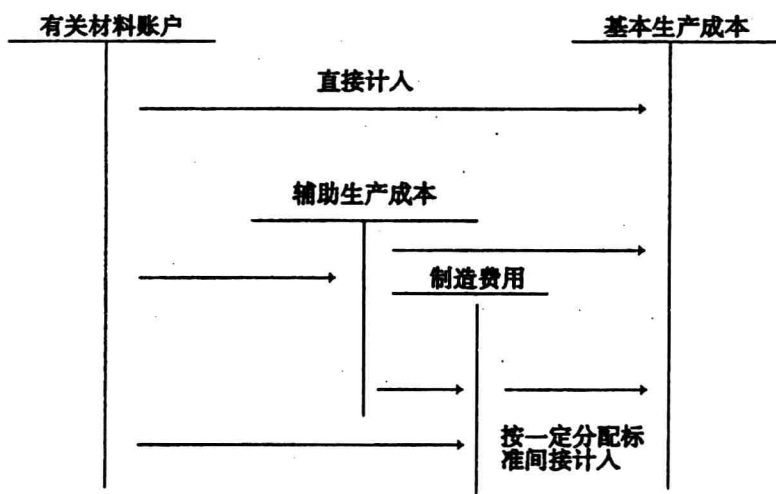 有关材料账户
基本生产成本
直接计入
辅助生产成本
制造费用
按一定分配标
准间接计入